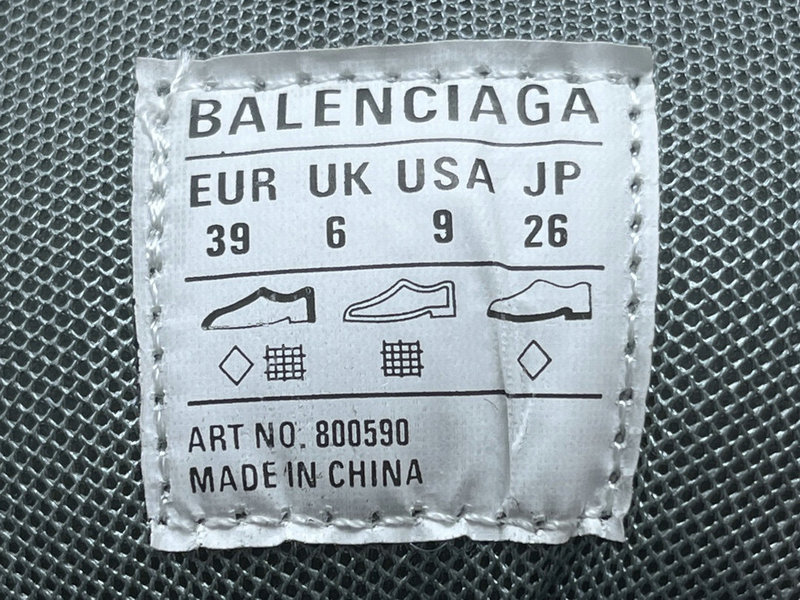 BALENCIAGA
EUR UK USA JP
39 6 9 26
ART NO. 800590
MADE IN CHINA